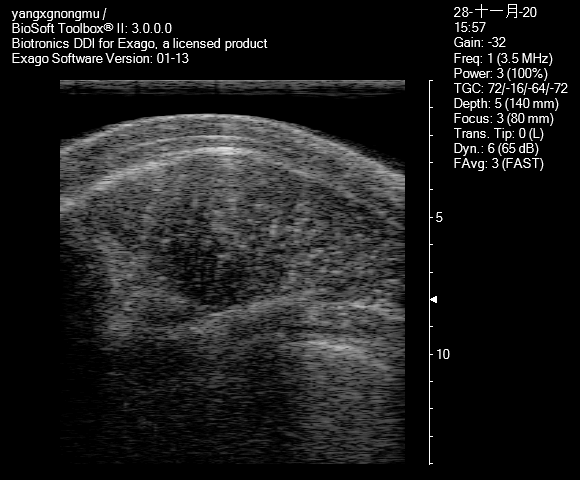 yangxgnongmu /
BioSoft Toolbox® II: 3.0.0.0
Biotronics DDI for Exago, a licensed product
Exago Software Version: 01-13
28-十一月-20
15:57
Gain: -32
Freq: 1 (3.5 MHz)
Power: 3 (100%)
TGC: 72/-16/-64/-72
Depth: 5 (140 mm)
Focus: 3 (80 mm)
Trans. Tip: 0 (L)
Dyn.: 6 (65 dB)
FAvg: 3 (FAST)
5
10